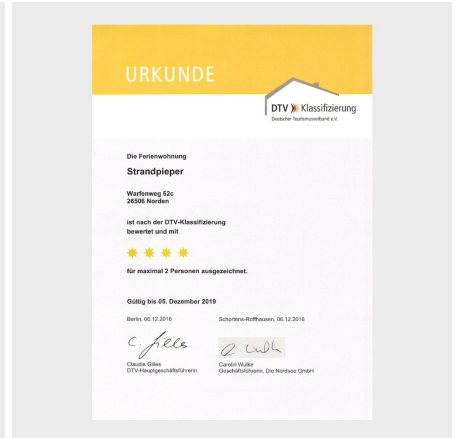 URKUNDE
DTV Klassifizierung
Deutscher Tourismusverband e.V.
Die Ferienwohnung
Strandpieper
Warfenweg 62c
26506 Norden
ist nach der DTV-Klassifizierung
bewertet und mit
für maximal 2 Personen ausgezeichnet.
Gültig bis 05. Dezember 2019
Berlin, 06.12.2016
Schortens-Roffhausen, 06.12.2016
C. Gilles
C. Wulke
Claudia Gilles
DTV-Hauptgeschäftsführerin
Carolin Wulke
Geschäftsführerin, Die Nordsee GmbH